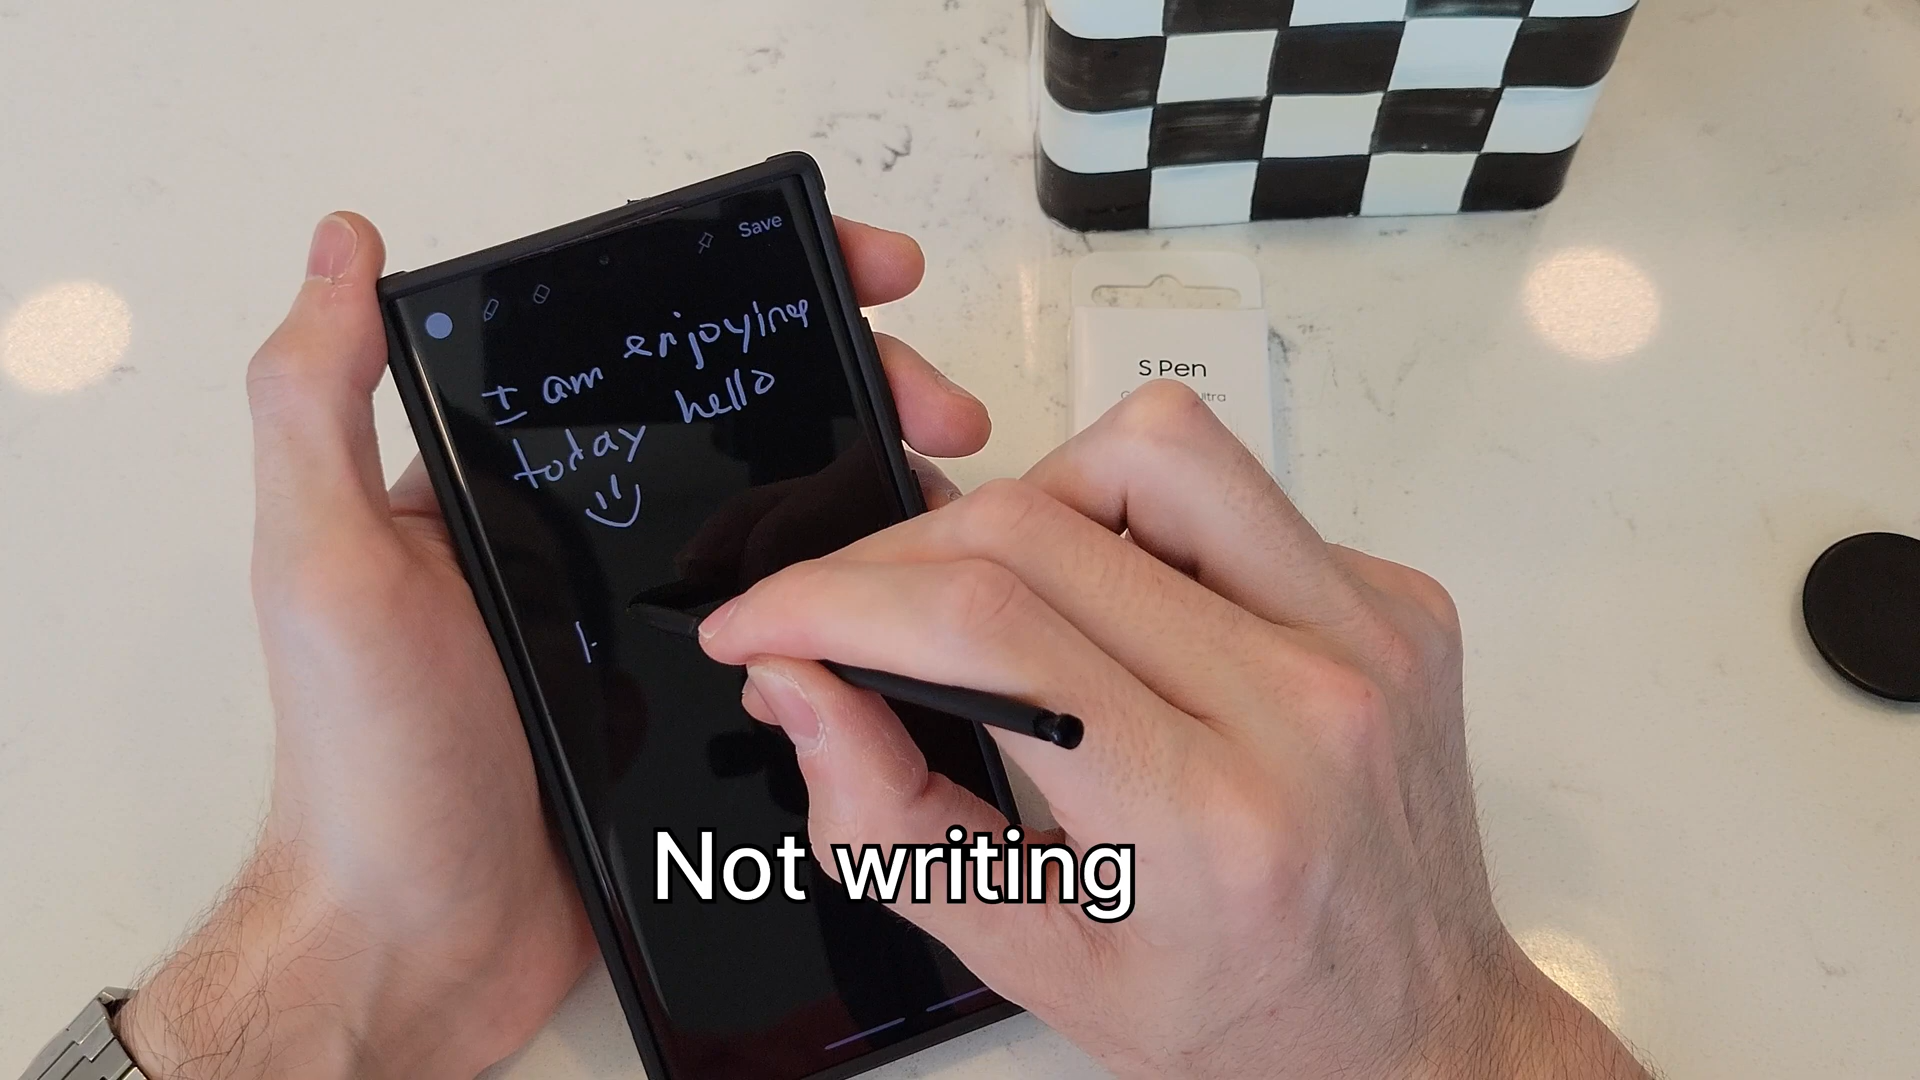 Save
I am enjoying
today hello
S Pen
Not writing